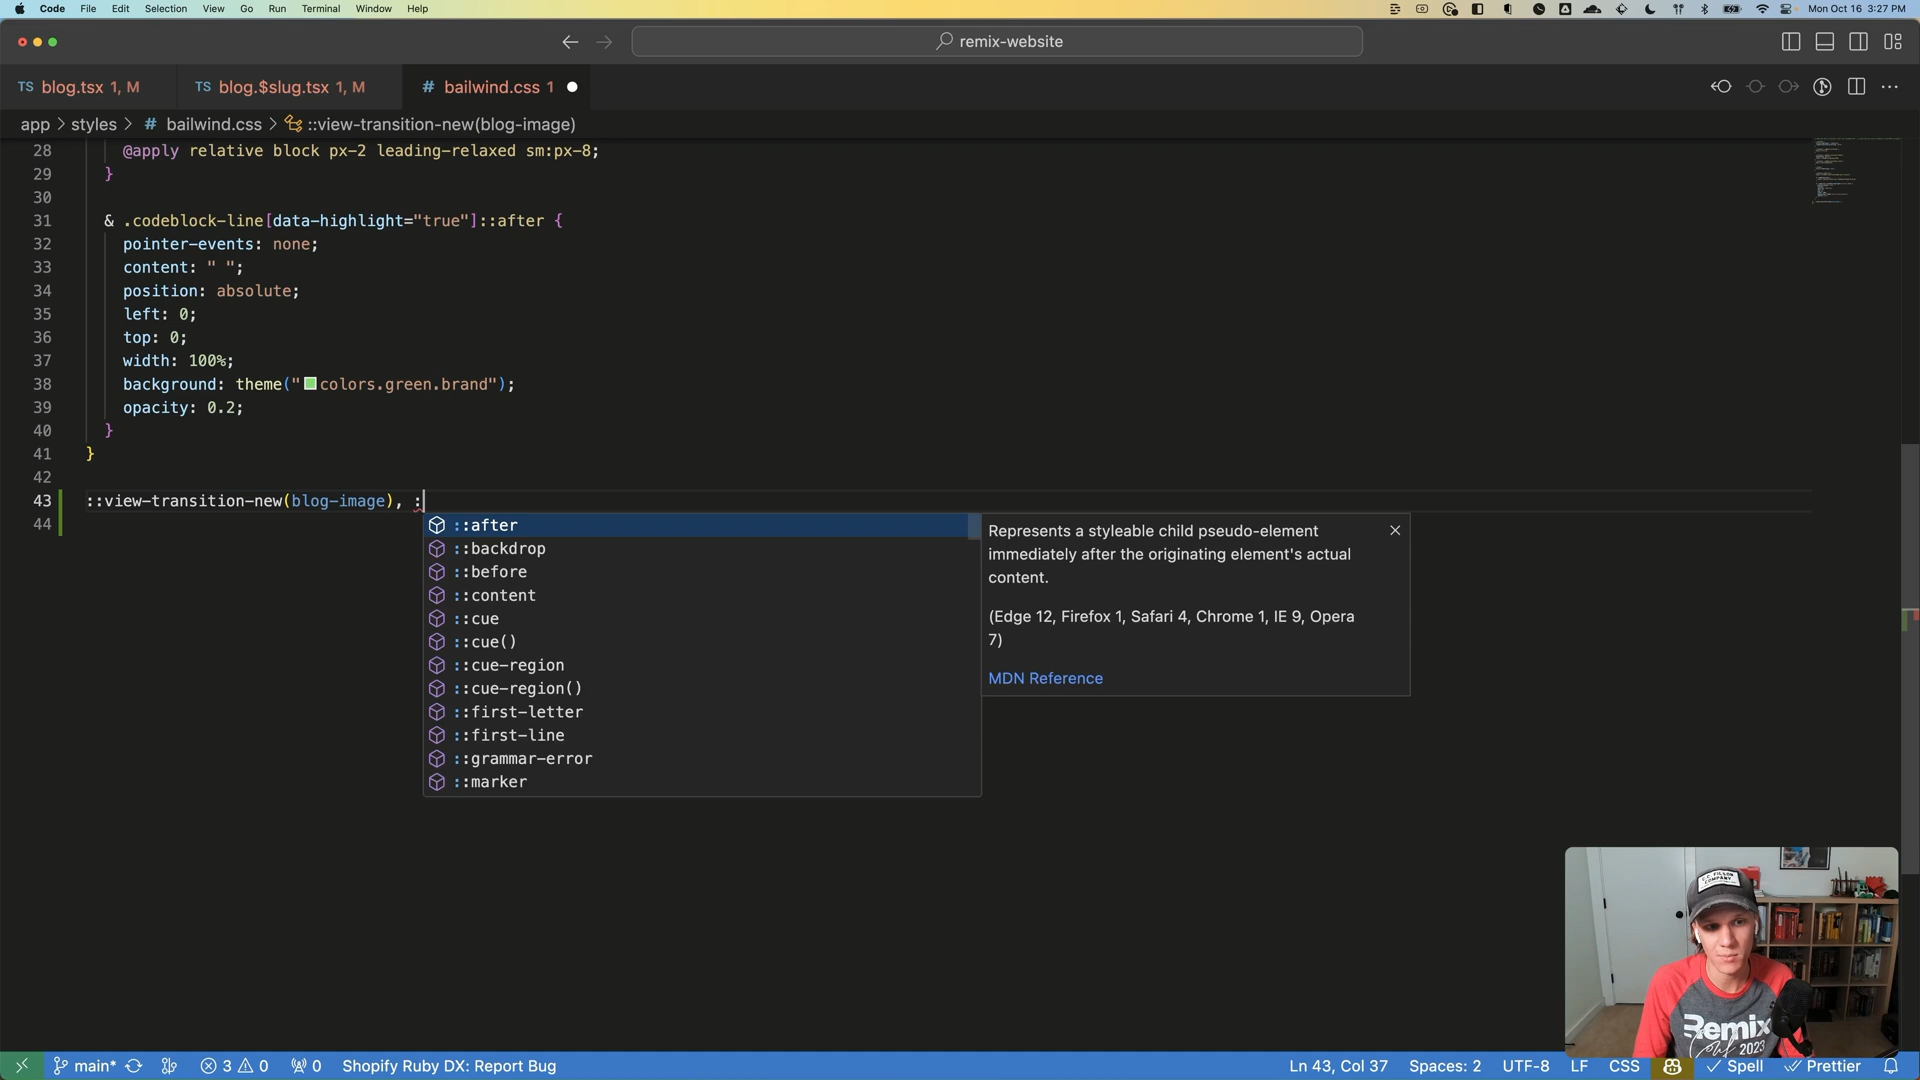 Code File Edit Selection View Go Run Terminal Window Help Mon Oct 16 3:27 PM
remix-website
TS blog.tsx 1, M TS blog.$slug.tsx 1, M # bailwind.css 1
app > styles > # bailwind.css > ::view-transition-new(blog-image)
28 @apply relative block px-2 leading-relaxed sm:px-8;
29 }
30
31 & .codeblock-line[data-highlight="true"]::after {
32 pointer-events: none;
33 content: " ";
34 position: absolute;
35 left: 0;
36 top: 0;
37 width: 100%;
38 background: theme("colors.green.brand");
39 opacity: 0.2;
40 }
41 }
42
43 ::view-transition-new(blog-image), :
44
::after
::backdrop
::before
::content
::cue
::cue()
::cue-region
::cue-region()
::first-letter
::first-line
::grammar-error
::marker
Represents a styleable child pseudo-element
immediately after the originating element's actual
content.
(Edge 12, Firefox 1, Safari 4, Chrome 1, IE 9, Opera
7)
MDN Reference
C.C. FILSON
COMPANY
Remix
Conf 2023
main* 3 0 0 Shopify Ruby DX: Report Bug Ln 43, Col 37 Spaces: 2 UTF-8 LF CSS Spell Prettier